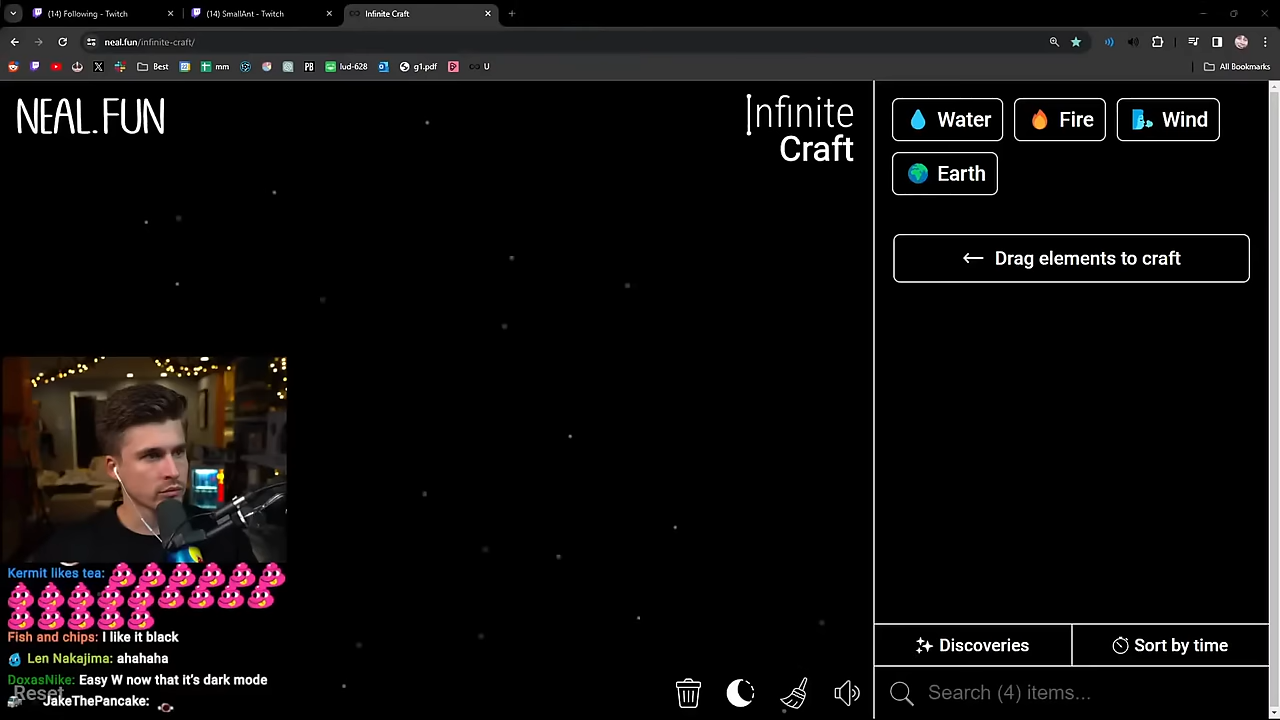 (14) Following - Twitch
(14) SmallAnt - Twitch
Infinite Craft
neal.fun/infinite-craft/
Best
mm
PB
lud-628
g1.pdf
U
All Bookmarks
NEAL.FUN
Infinite
Craft
Water
Fire
Wind
Earth
Drag elements to craft
Kermit likes tea:
Fish and chips: I like it black
Len Nakajima: ahahaha
DoxasNike: Easy W now that it's dark mode
Reset
JakeThePancake:
Discoveries
Sort by time
Search (4) items...